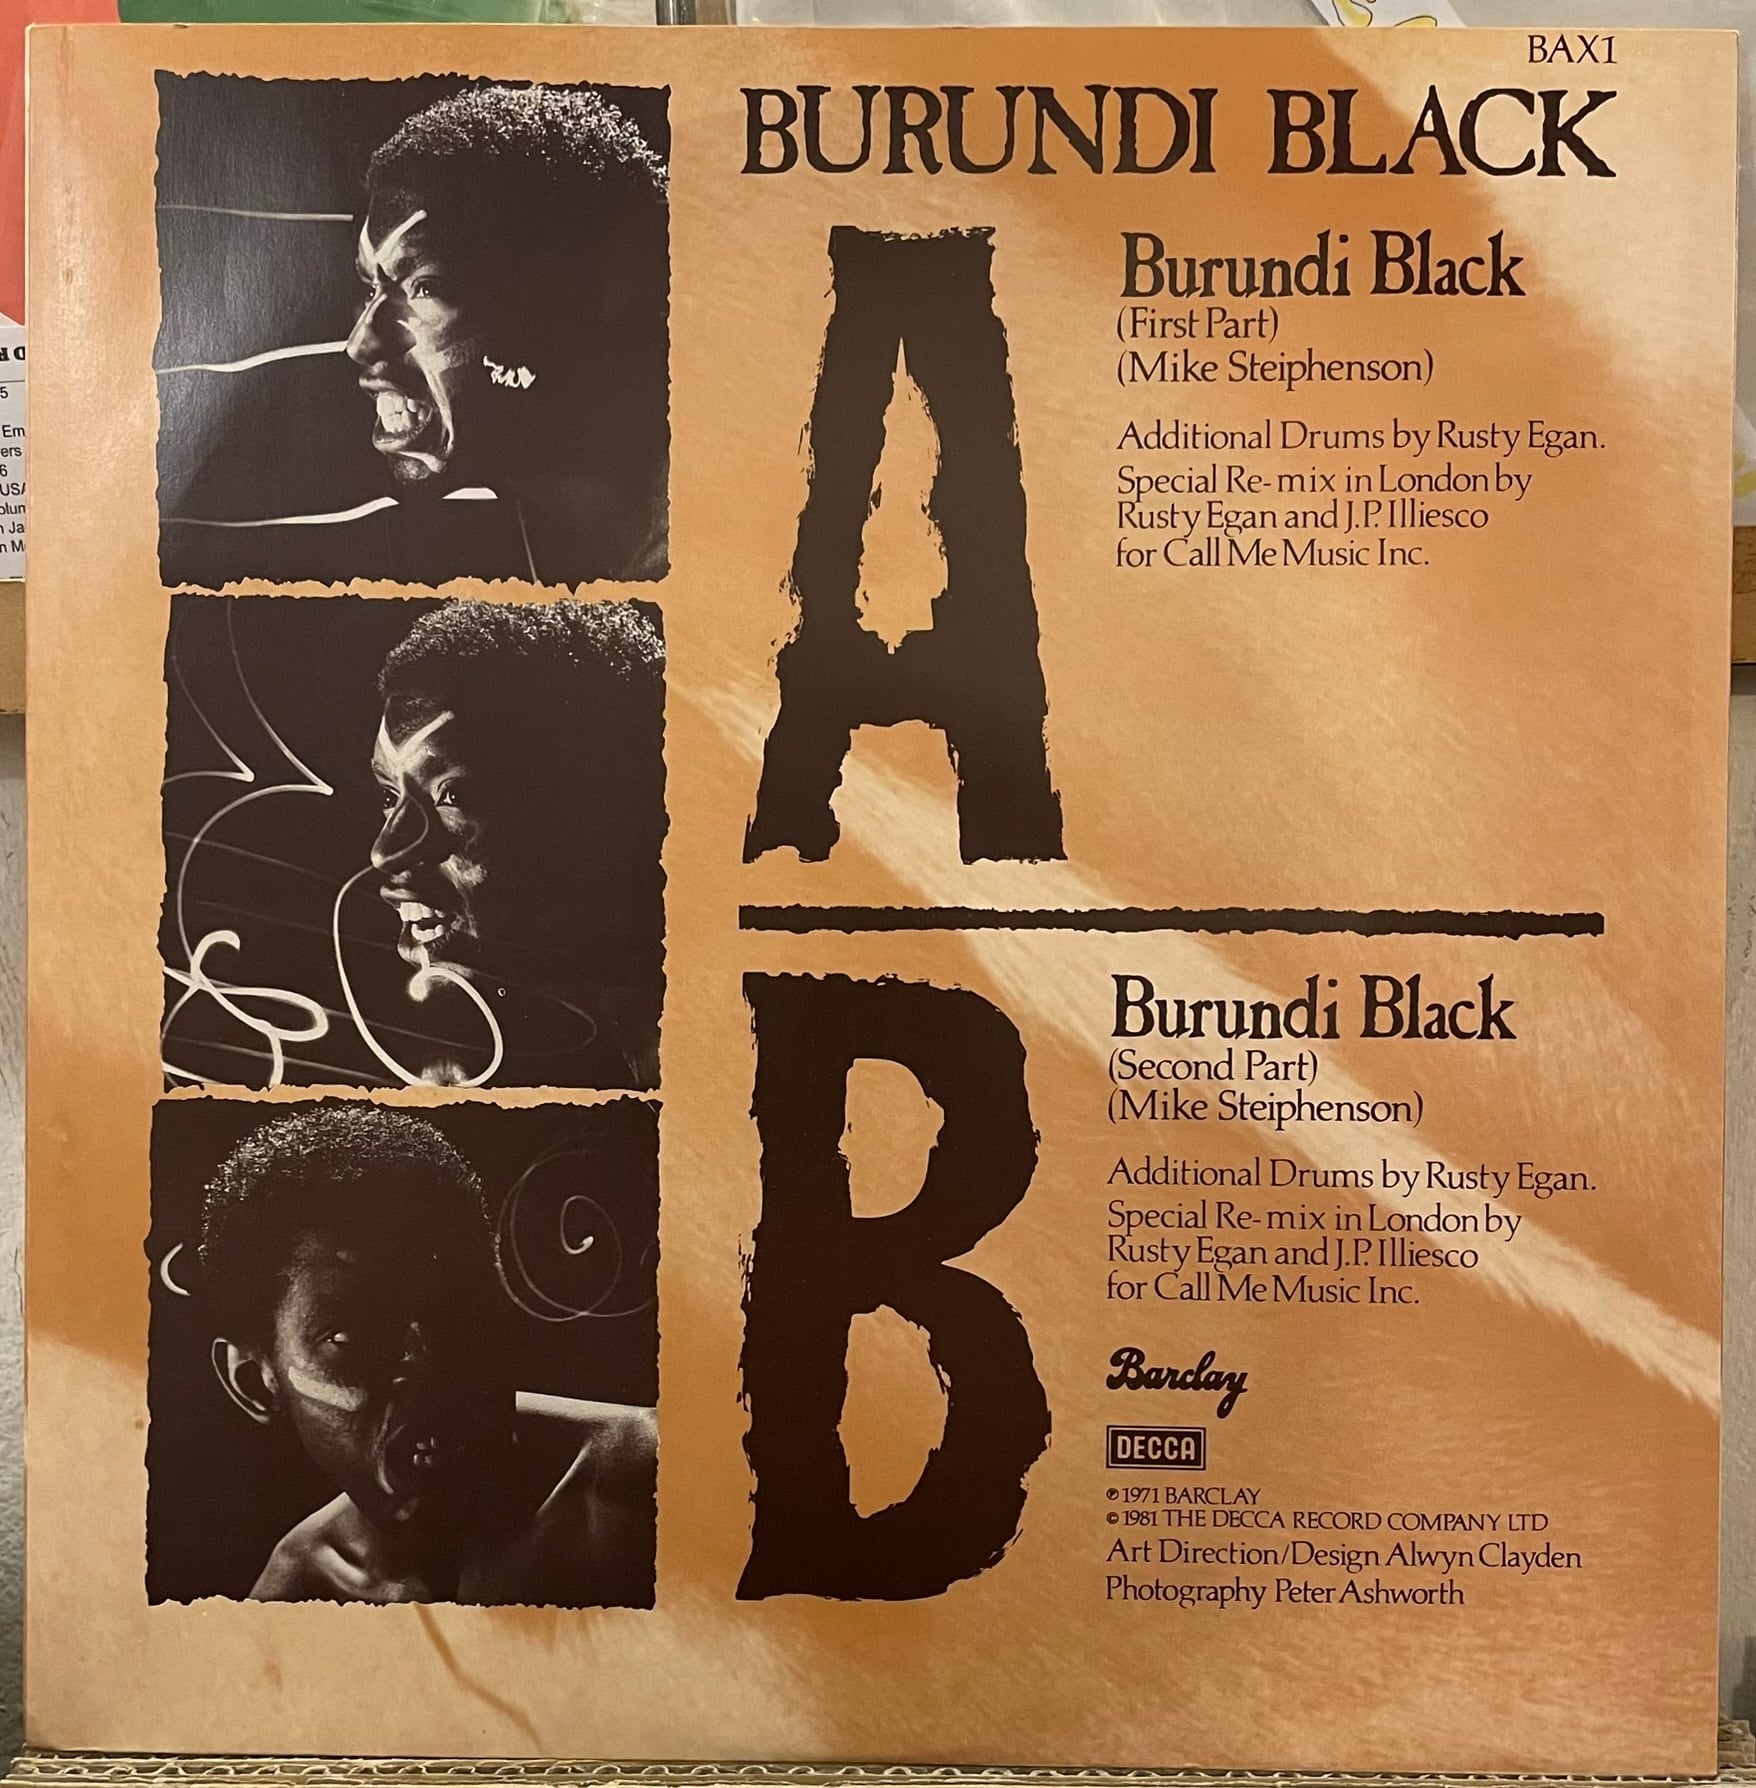 BAX1
BURUNDI BLACK
A
Burundi Black
(First Part)
(Mike Steiphenson)
Additional Drums by Rusty Egan.
Special Re-mix in London by
Rusty Egan and J.P. Illiesco
for Call Me Music Inc.
B
Burundi Black
(Second Part)
(Mike Steiphenson)
Additional Drums by Rusty Egan.
Special Re-mix in London by
Rusty Egan and J.P. Illiesco
for Call Me Music Inc.
Barclay
DECCA
℗ 1971 BARCLAY
© 1981 THE DECCA RECORD COMPANY LTD
Art Direction/Design Alwyn Clayden
Photography Peter Ashworth